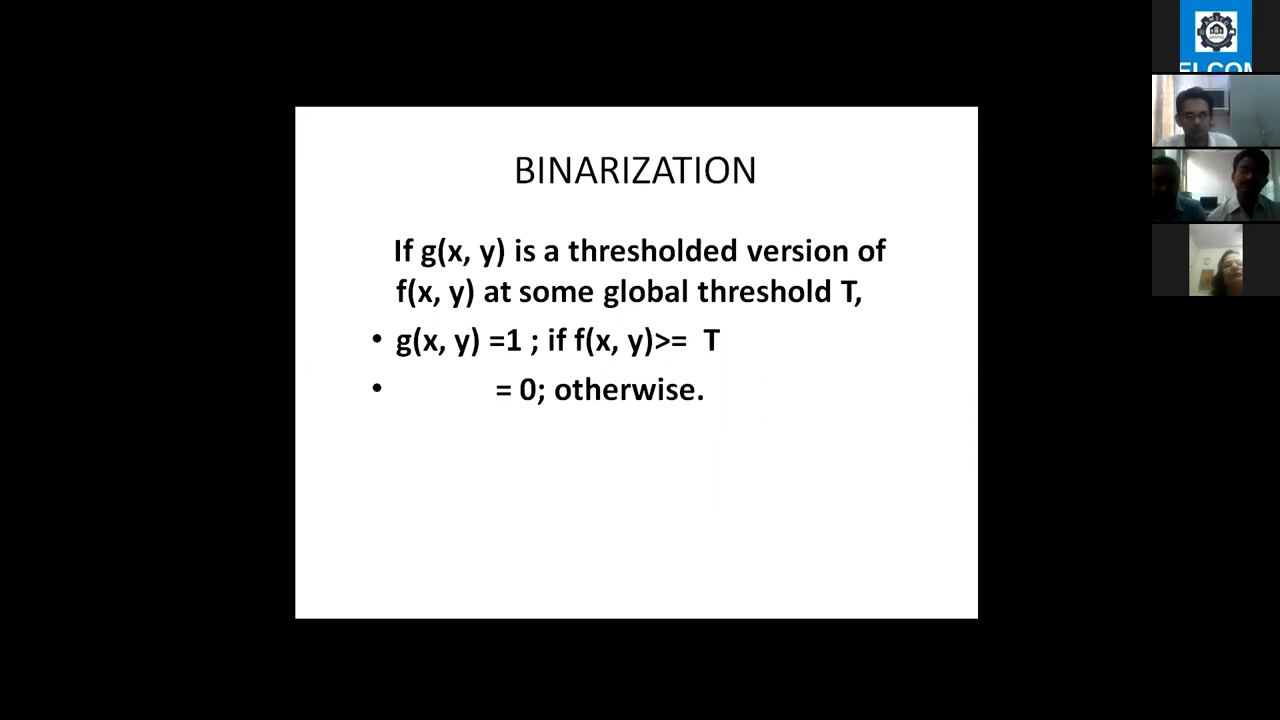 BINARIZATION
If g(x, y) is a thresholded version of
f(x, y) at some global threshold T,
• g(x, y) =1 ; if f(x, y)>= T
• = 0; otherwise.